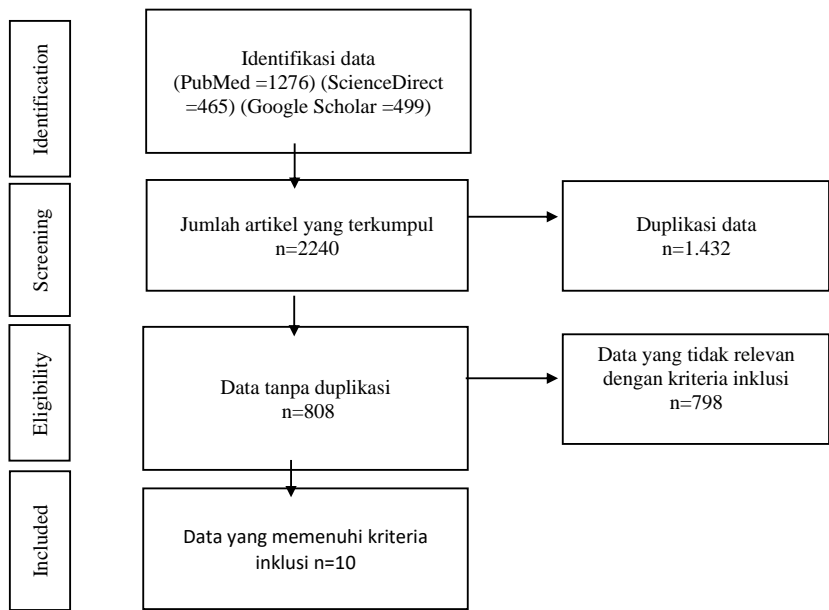 Identification
Identifikasi data
(PubMed =1276) (ScienceDirect
=465) (Google Scholar =499)
Screening
Jumlah artikel yang terkumpul
n=2240
Duplikasi data
n=1.432
Eligibility
Data tanpa duplikasi
n=808
Data yang tidak relevan
dengan kriteria inklusi
n=798
Included
Data yang memenuhi kriteria
inklusi n=10